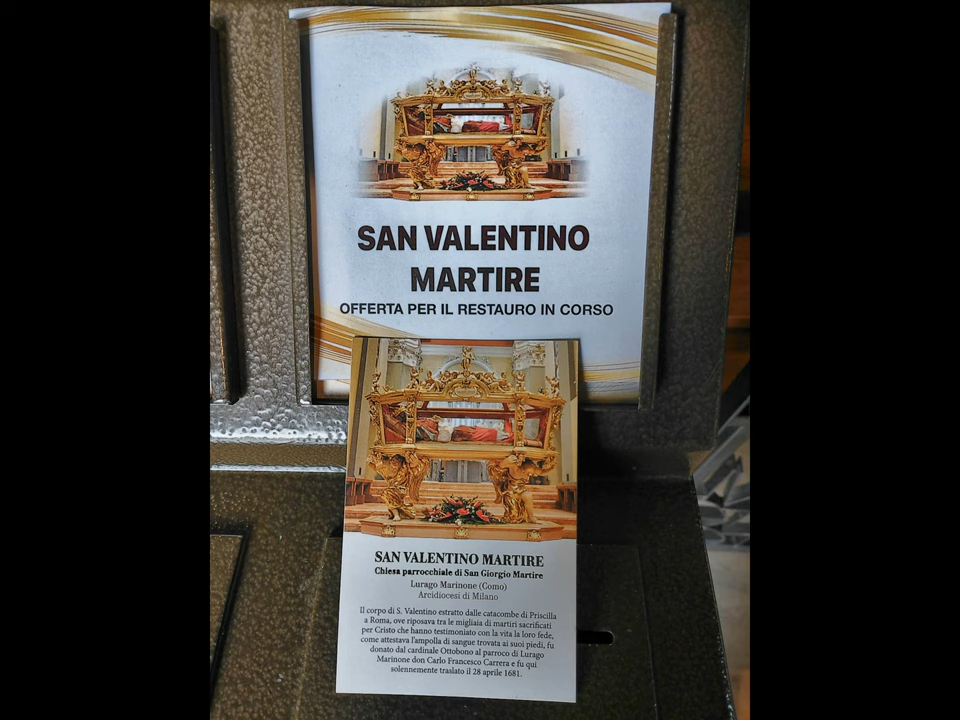 SAN VALENTINO
MARTIRE
OFFERTA PER IL RESTAURO IN CORSO
SAN VALENTINO MARTIRE
Chiesa parrocchiale di San Giorgio Martire
Lurago Marinone (Como)
Arcidiocesi di Milano
Il corpo di S. Valentino estratto dalle catacombe di Priscilla
a Roma, ove riposava tra le migliaia di martiri sacrificati
per Cristo che hanno testimoniato con la vita la loro fede,
come attestava l'ampolla di sangue trovata ai suoi piedi, fu
donato dal cardinale Ottobono al parroco di Lurago
Marinone don Carlo Francesco Carrera e fu qui
solennemente traslato il 28 aprile 1681.